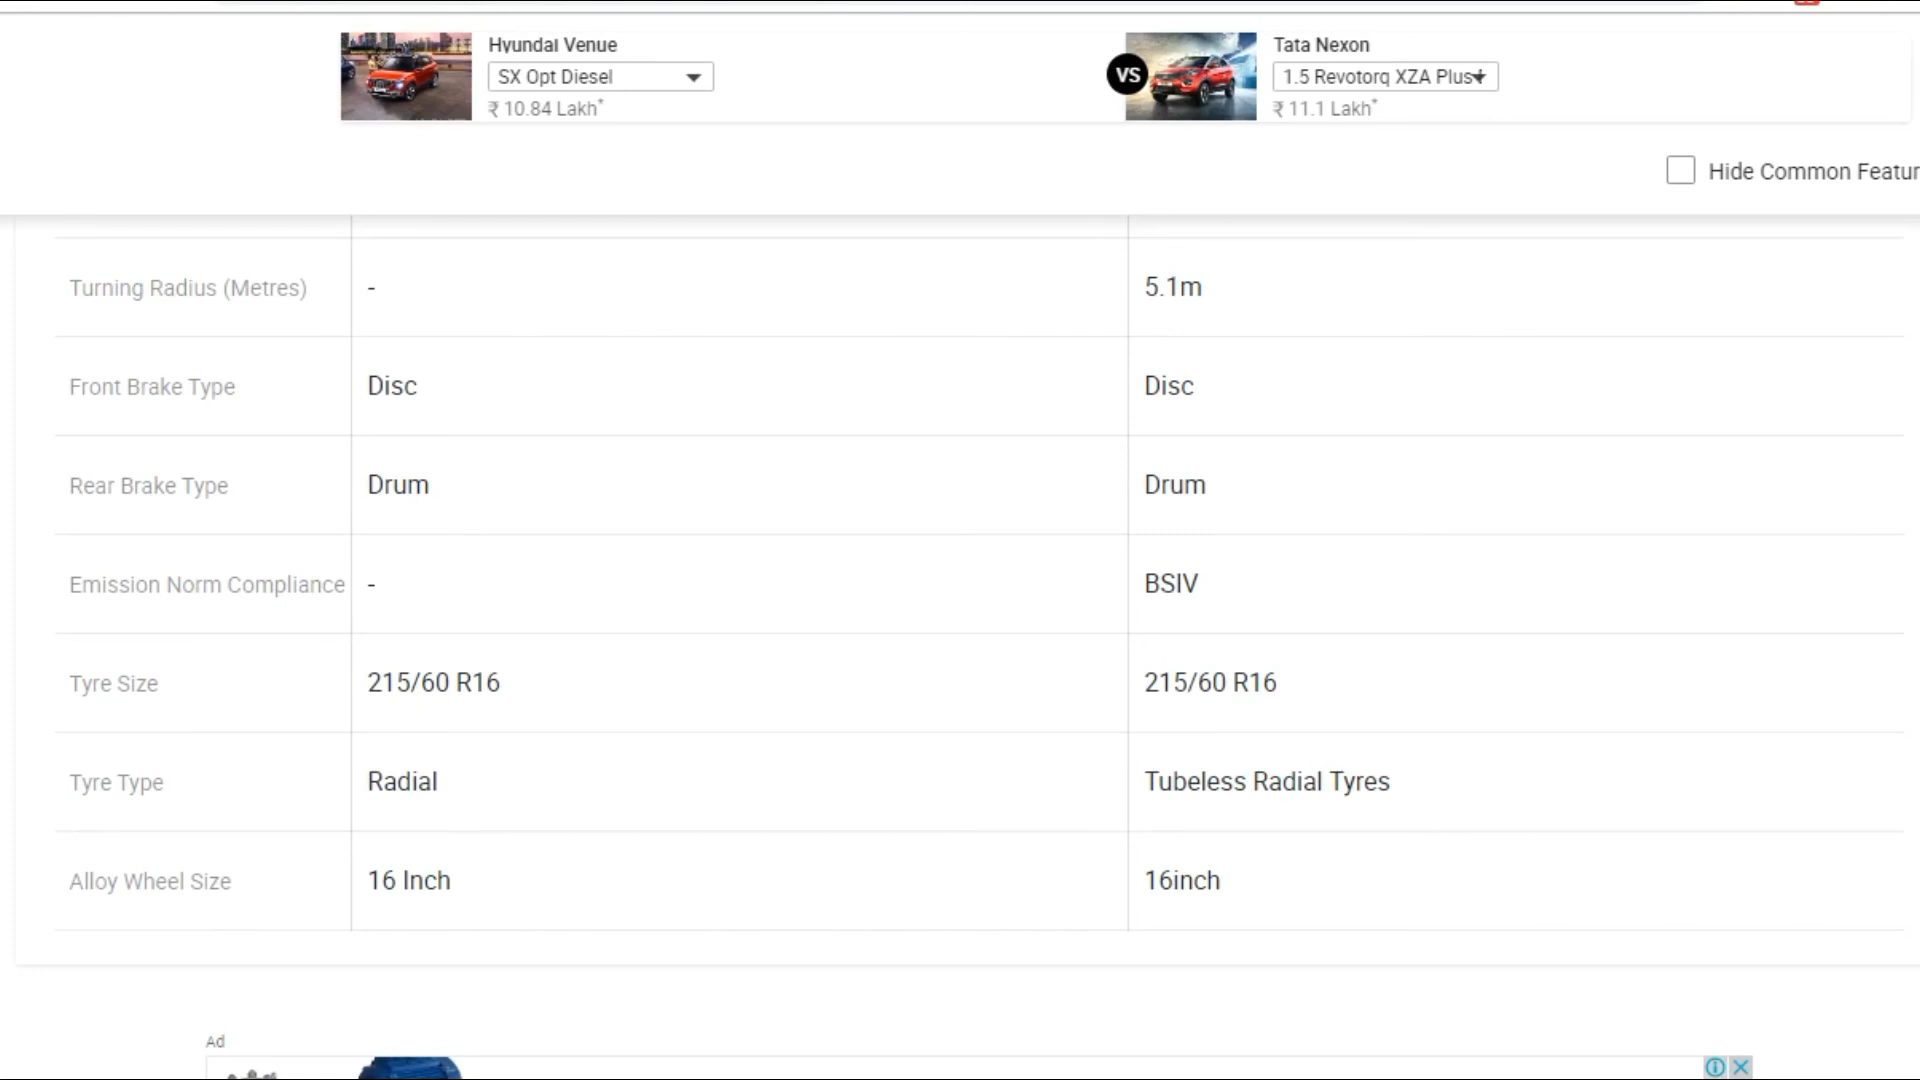 Hyundai Venue
SX Opt Diesel
₹ 10.84 Lakh*
VS
Tata Nexon
1.5 Revotorq XZA Plus
₹ 11.1 Lakh*
Hide Common Featur
Turning Radius (Metres) - 5.1m
Front Brake Type Disc Disc
Rear Brake Type Drum Drum
Emission Norm Compliance - BSIV
Tyre Size 215/60 R16 215/60 R16
Tyre Type Radial Tubeless Radial Tyres
Alloy Wheel Size 16 Inch 16inch
Ad